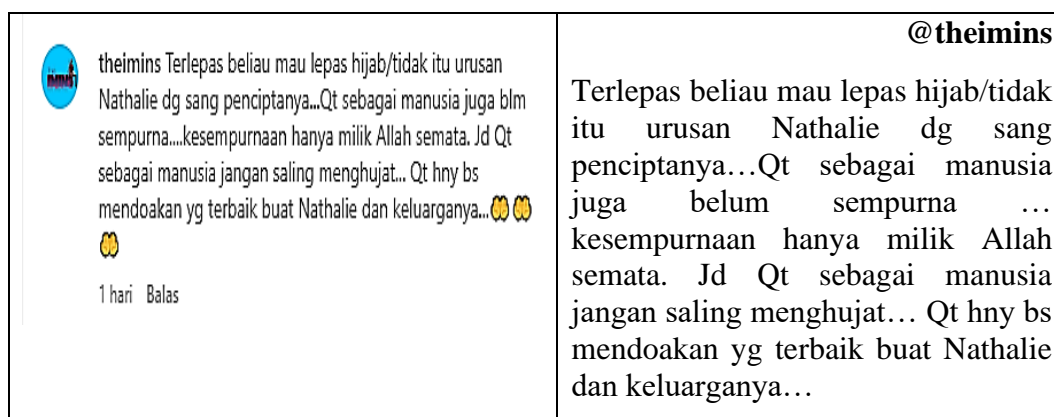 theimins Terlepas beliau mau lepas hijab/tidak itu urusan
Nathalie dg sang penciptanya...Qt sebagai manusia juga blm
sempurna....kesempurnaan hanya milik Allah semata. Jd Qt
sebagai manusia jangan saling menghujat... Qt hny bs
mendoakan yg terbaik buat Nathalie dan keluarganya...🤲🤲
🤲
1 hari Balas
@theimins
Terlepas beliau mau lepas hijab/tidak
itu urusan Nathalie dg sang
penciptanya…Qt sebagai manusia
juga belum sempurna …
kesempurnaan hanya milik Allah
semata. Jd Qt sebagai manusia
jangan saling menghujat… Qt hny bs
mendoakan yg terbaik buat Nathalie
dan keluarganya…